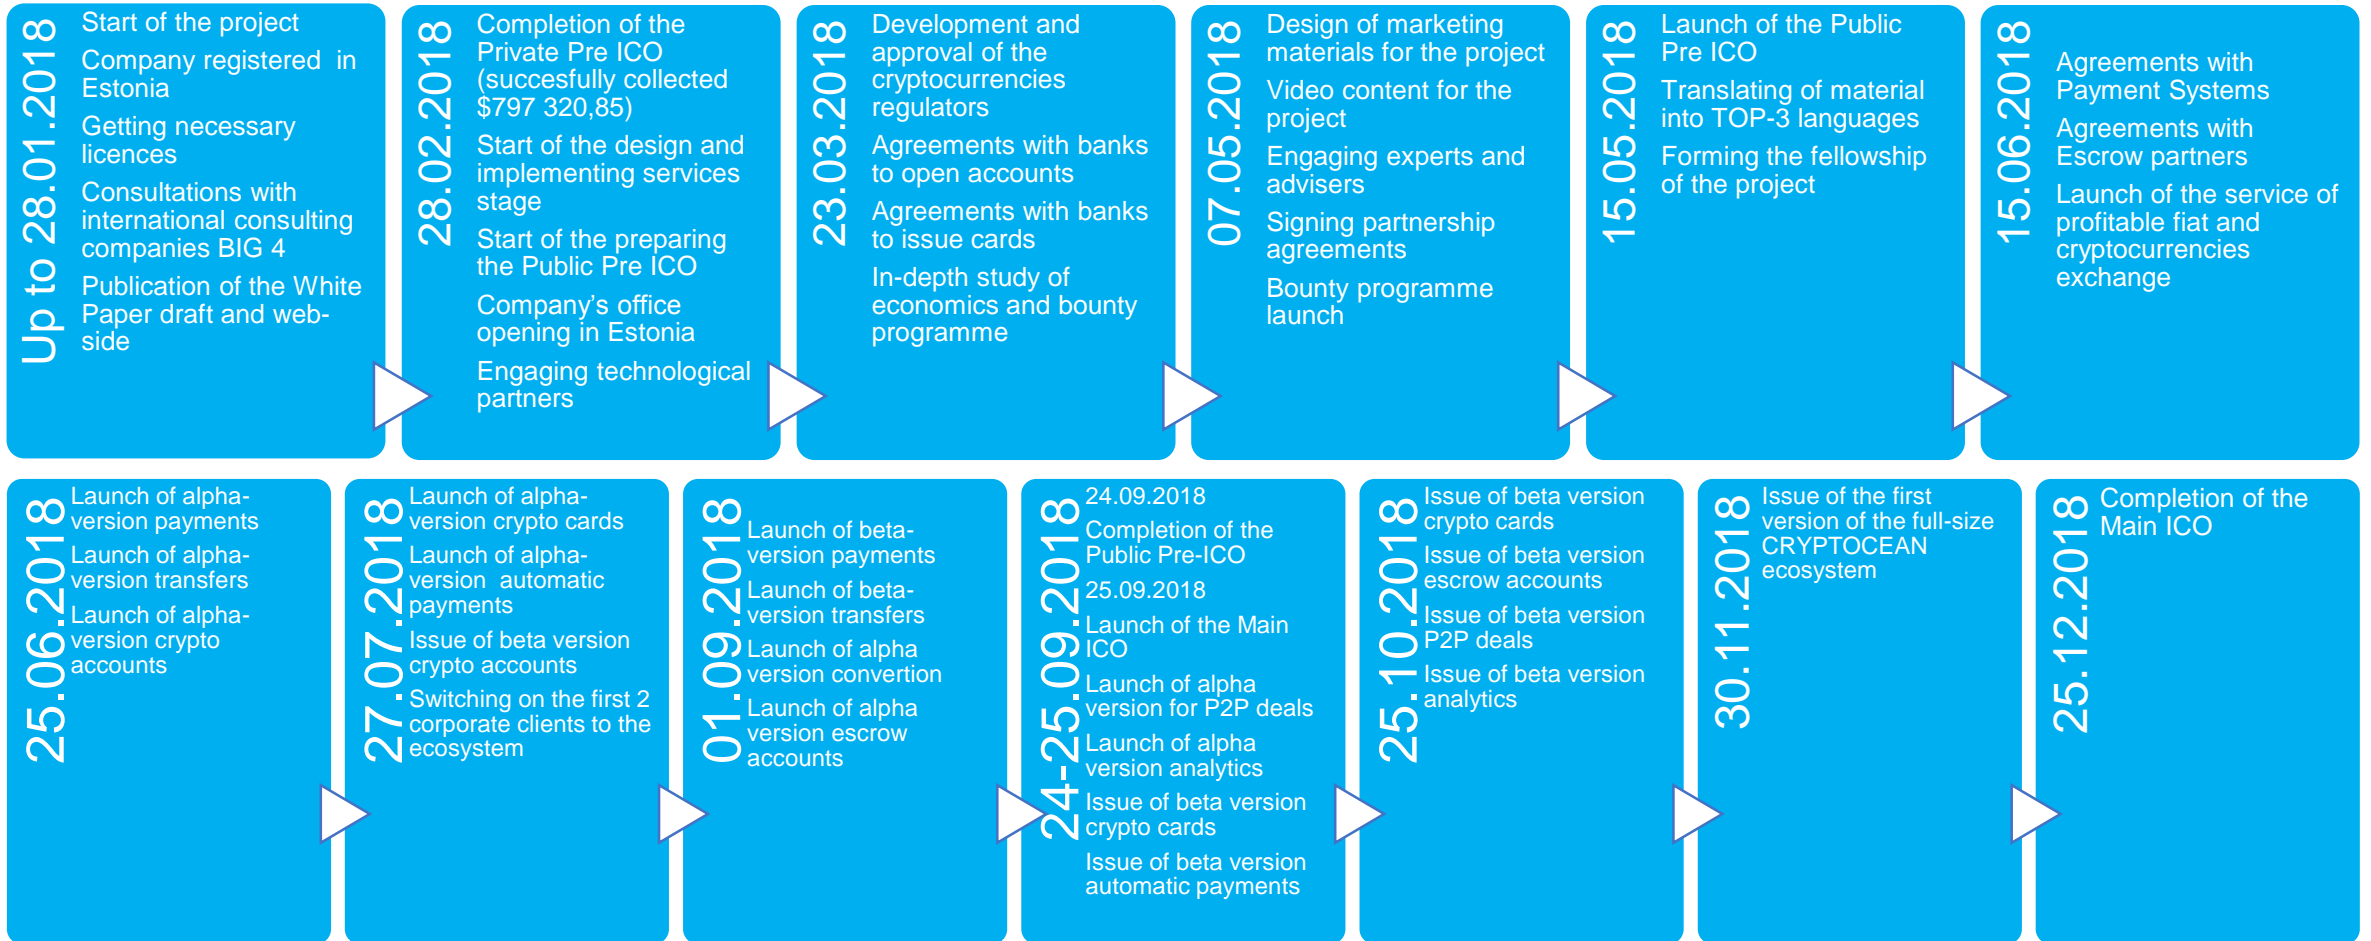 Up to 28.01.2018
Start of the project
Company registered  in
Estonia
Getting necessary
licences
Consultations with
international consulting
companies BIG 4
Publication of the White
Paper draft and web-
side
28.02.2018
Completion of the
Private Pre ICO
(succesfully collected
$797 320,85)
Start of the design and
implementing services
stage
Start of the preparing
the Public Pre ICO
Company’s office
opening in Estonia
Engaging technological
partners
23.03.2018
Development and
approval of the
cryptocurrencies
regulators
Agreements with banks
to open accounts
Agreements with banks
to issue cards
In-depth study of
economics and bounty
programme
07.05.2018
Design of marketing
materials for the project
Video content for the
project
Engaging experts and
advisers
Signing partnership
agreements
Bounty programme
launch
15.05.2018
Launch of the Public
Pre ICO
Translating of material
into TOP-3 languages
Forming the fellowship
of the project
15.06.2018
Agreements with
Payment Systems
Agreements with
Escrow partners
Launch of the service of
profitable fiat and
cryptocurrencies
exchange
25.06.2018
Launch of alpha-
version payments
Launch of alpha-
version transfers
Launch of alpha-
version crypto
accounts
27.07.2018
Launch of alpha-
version crypto cards
Launch of alpha-
version  automatic
payments
Issue of beta version
crypto accounts
Switching on the first 2
corporate clients to the
ecosystem
01.09.2018
Launch of beta-
version payments
Launch of beta-
version transfers
Launch of alpha
version convertion
Launch of alpha
version escrow
accounts
24-25.09.2018
24.09.2018
Completion of the
Public Pre-ICO
25.09.2018
Launch of the Main
ICO
Launch of alpha
version for P2P deals
Launch of alpha
version analytics
Issue of beta version
crypto cards
Issue of beta version
automatic payments
25.10.2018
Issue of beta version
crypto cards
Issue of beta version
escrow accounts
Issue of beta version
P2P deals
Issue of beta version
analytics
30.11.2018
Issue of the first
version of the full-size
CRYPTOCEAN
ecosystem
25.12.2018
Completion of the
Main ICO